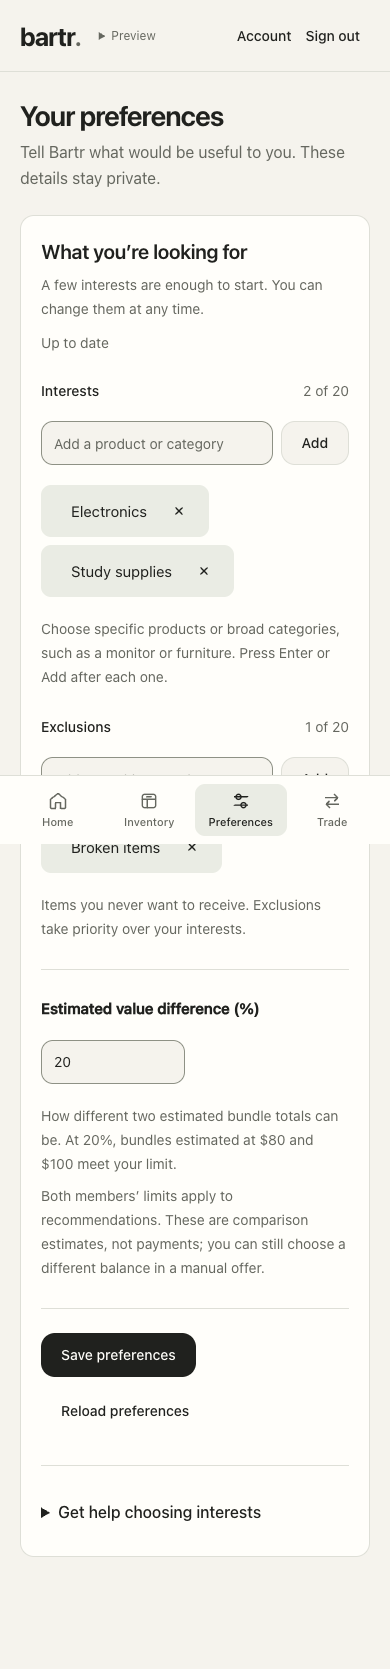 bartr.
▶ Preview
Account
Sign out
Your preferences
Tell Bartr what would be useful to you. These
details stay private.
What you’re looking for
A few interests are enough to start. You can
change them at any time.
Up to date
Interests
2 of 20
Add a product or category
Add
Electronics ×
Study supplies ×
Choose specific products or broad categories,
such as a monitor or furniture. Press Enter or
Add after each one.
Exclusions
1 of 20
Home
Inventory
Preferences
Trade
Broken items ×
Items you never want to receive. Exclusions
take priority over your interests.
Estimated value difference (%)
20
How different two estimated bundle totals can
be. At 20%, bundles estimated at $80 and
$100 meet your limit.
Both members’ limits apply to
recommendations. These are comparison
estimates, not payments; you can still choose a
different balance in a manual offer.
Save preferences
Reload preferences
▶ Get help choosing interests